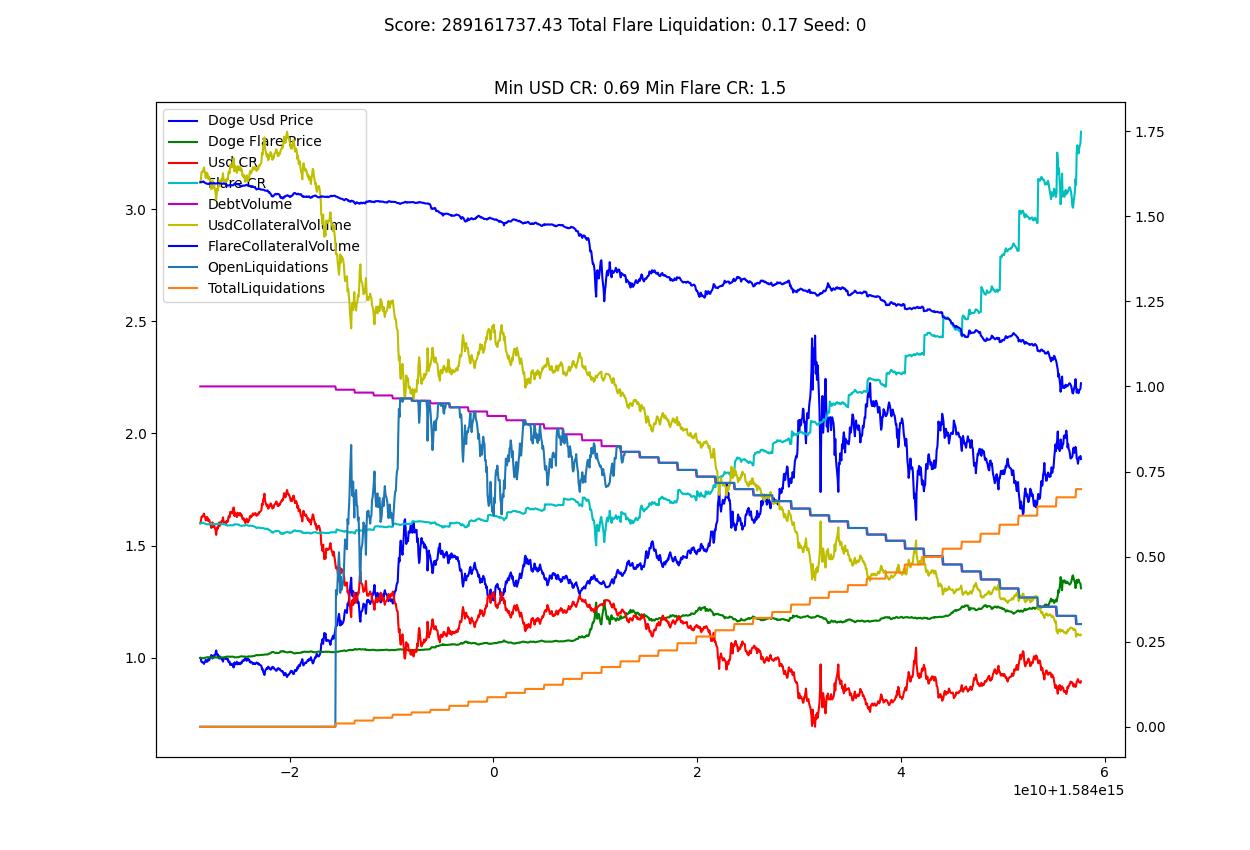 Score: 289161737.43 Total Flare Liquidation: 0.17 Seed: 0
Min USD CR: 0.69 Min Flare CR: 1.5
Doge Usd Price
Doge Flare Price
Usd CR
Flare CR
DebtVolume
UsdCollateralVolume
FlareCollateralVolume
OpenLiquidations
TotalLiquidations
3.0
2.5
2.0
1.5
1.0
1.75
1.50
1.25
1.00
0.75
0.50
0.25
0.00
−2 0 2 4 6
1e10+1.584e15